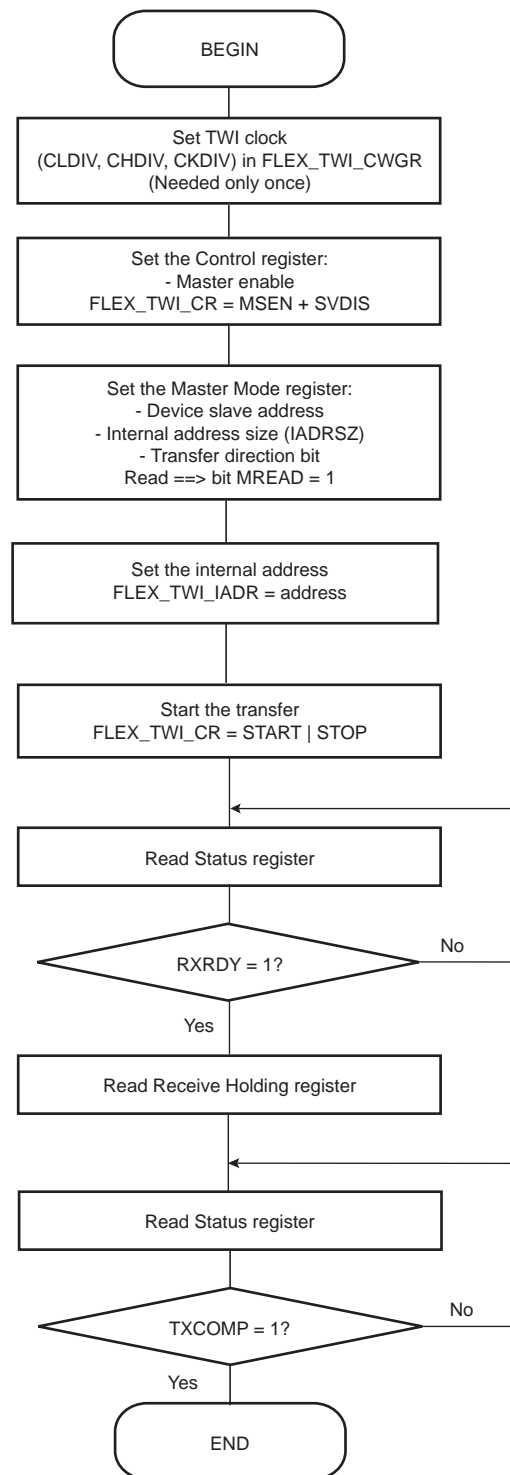 BEGIN
Set TWI clock
(CLDIV, CHDIV, CKDIV) in FLEX_TWI_CWGR
(Needed only once)
Set the Control register:
- Master enable
FLEX_TWI_CR = MSEN + SVDIS
Set the Master Mode register:
- Device slave address
- Internal address size (IADRSZ)
- Transfer direction bit
Read ==> bit MREAD = 1
Set the internal address
FLEX_TWI_IADR = address
Start the transfer
FLEX_TWI_CR = START | STOP
Read Status register
RXRDY = 1?
No
Yes
Read Receive Holding register
Read Status register
TXCOMP = 1?
No
Yes
END